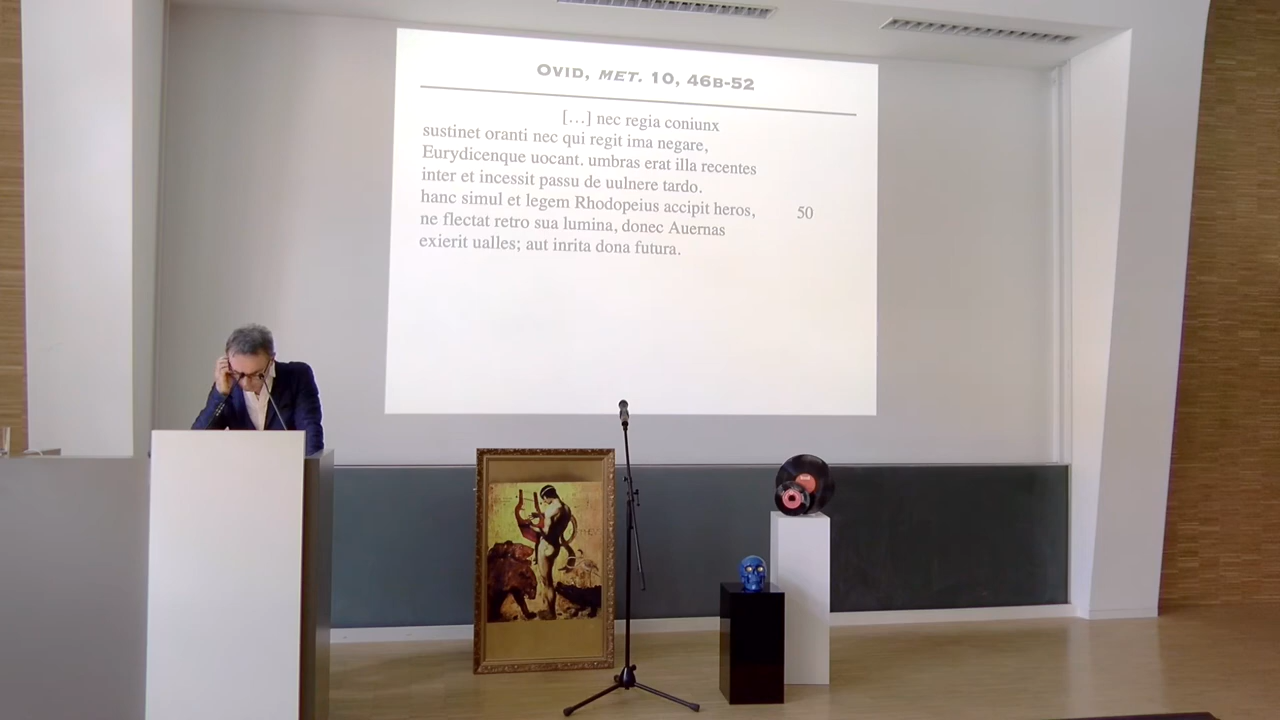 OVID, MET. 10, 46B-52
[…] nec regia coniunx
sustinet oranti nec qui regit ima negare,
Eurydicenque uocant. umbras erat illa recentes
inter et incessit passu de uulnere tardo.
hanc simul et legem Rhodopeius accipit heros, 50
ne flectat retro sua lumina, donec Auernas
exierit ualles; aut inrita dona futura.